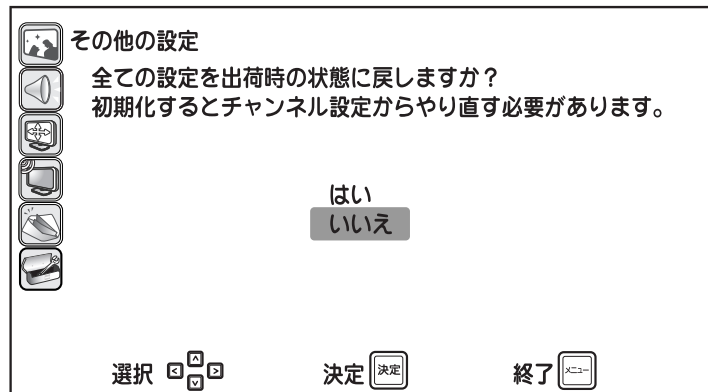 その他の設定
全ての設定を出荷時の状態に戻しますか？
初期化するとチャンネル設定からやり直す必要があります。
はい
いいえ
選択 決定 決定 終了 メニュー